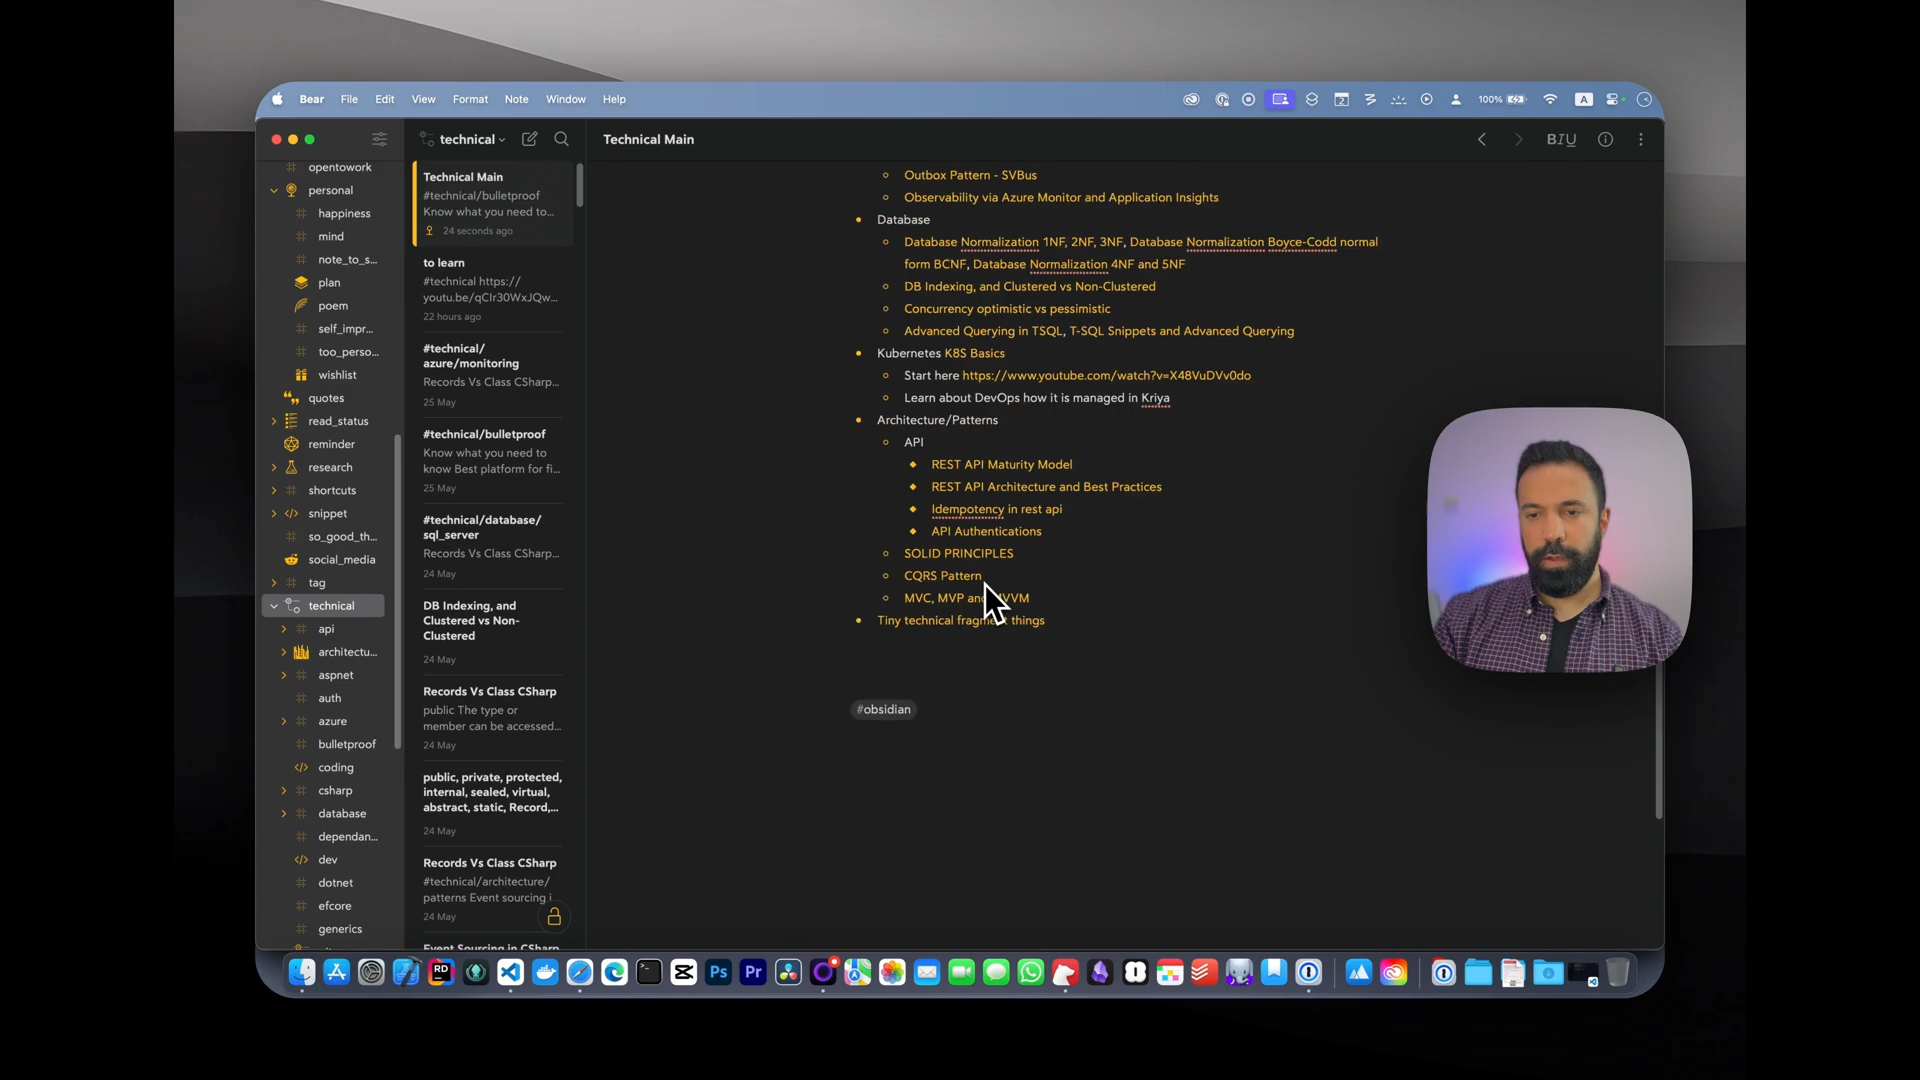 Bear File Edit View Format Note Window Help
2 100% A
technical
Technical Main
BIU
opentowork
personal
happiness
mind
note_to_s...
plan
poem
self_impr...
too_perso...
wishlist
quotes
read_status
reminder
research
shortcuts
snippet
so_good_th...
social_media
tag
technical
api
architectu...
aspnet
auth
azure
bulletproof
coding
csharp
database
dependan...
dev
dotnet
efcore
generics
Technical Main
#technical/bulletproof
Know what you need to...
24 seconds ago
to learn
#technical https://
youtu.be/qClr30WxJQw...
22 hours ago
#technical/
azure/monitoring
Records Vs Class CSharp...
25 May
#technical/bulletproof
Know what you need to
know Best platform for fi...
25 May
#technical/database/
sql_server
Records Vs Class CSharp...
24 May
DB Indexing, and
Clustered vs Non-
Clustered
24 May
Records Vs Class CSharp
public The type or
member can be accessed...
24 May
public, private, protected,
internal, sealed, virtual,
abstract, static, Record,...
24 May
Records Vs Class CSharp
#technical/architecture/
patterns Event sourcing i
24 May
Event Sourcing in CSharp
Outbox Pattern - SVBus
Observability via Azure Monitor and Application Insights
Database
Database Normalization 1NF, 2NF, 3NF, Database Normalization Boyce-Codd normal
form BCNF, Database Normalization 4NF and 5NF
DB Indexing, and Clustered vs Non-Clustered
Concurrency optimistic vs pessimistic
Advanced Querying in TSQL, T-SQL Snippets and Advanced Querying
Kubernetes K8S Basics
Start here https://www.youtube.com/watch?v=X48VuDVv0do
Learn about DevOps how it is managed in Kriya
Architecture/Patterns
API
REST API Maturity Model
REST API Architecture and Best Practices
Idempotency in rest api
API Authentications
SOLID PRINCIPLES
CQRS Pattern
MVC, MVP and MVVM
Tiny technical fragment things
#obsidian
RD Ps Pr